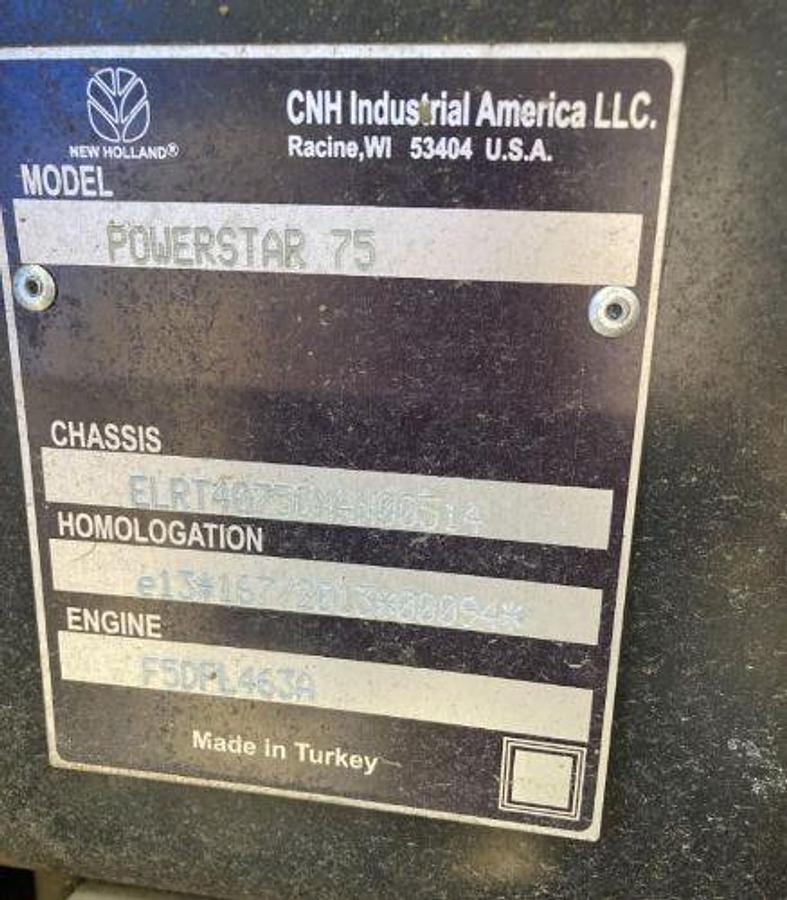 NEW HOLLAND®
CNH Industrial America LLC.
Racine,WI 53404 U.S.A.
MODEL
POWERSTAR 75
CHASSIS
HOMOLOGATION
e13*167/2013*00094*
ENGINE
F5DFL463A
Made in Turkey